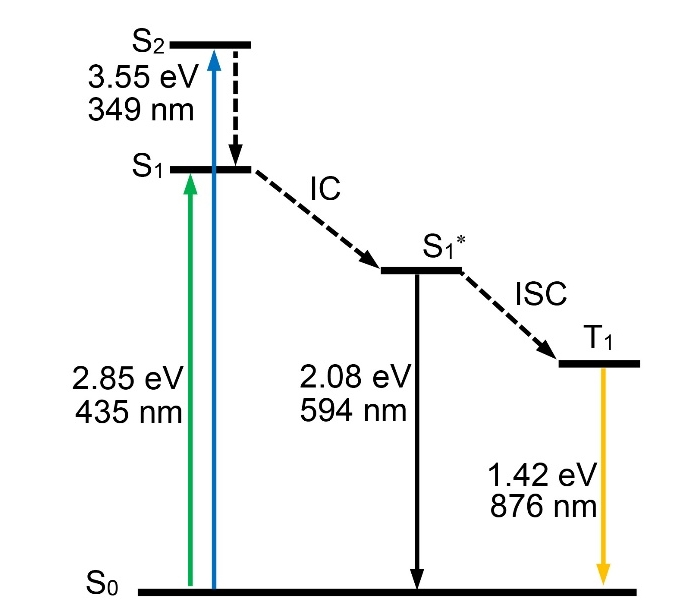 S₂
3.55 eV
349 nm
S₁
IC
S₁*
ISC
T₁
2.85 eV
435 nm
2.08 eV
594 nm
1.42 eV
876 nm
S₀